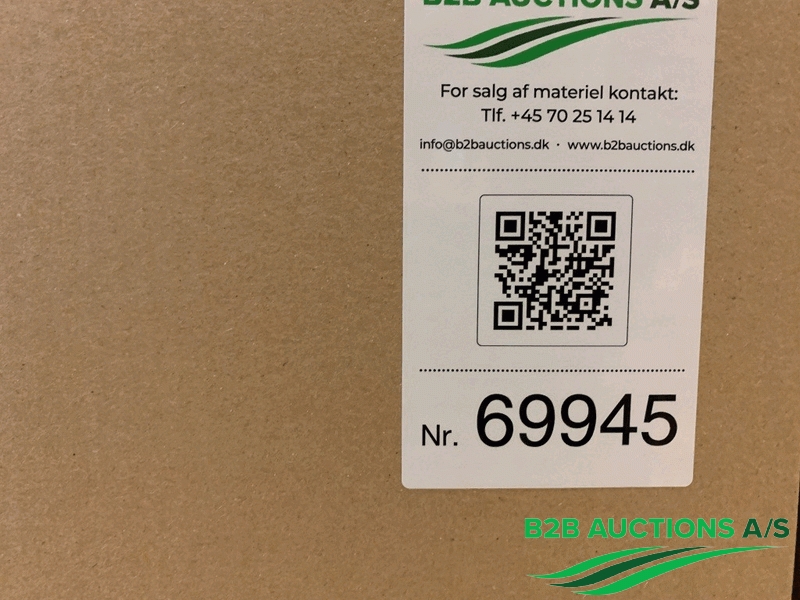 B2B AUCTIONS A/S
For salg af materiel kontakt:
Tlf. +45 70 25 14 14
info@b2bauctions.dk · www.b2bauctions.dk
Nr. 69945
B2B AUCTIONS A/S